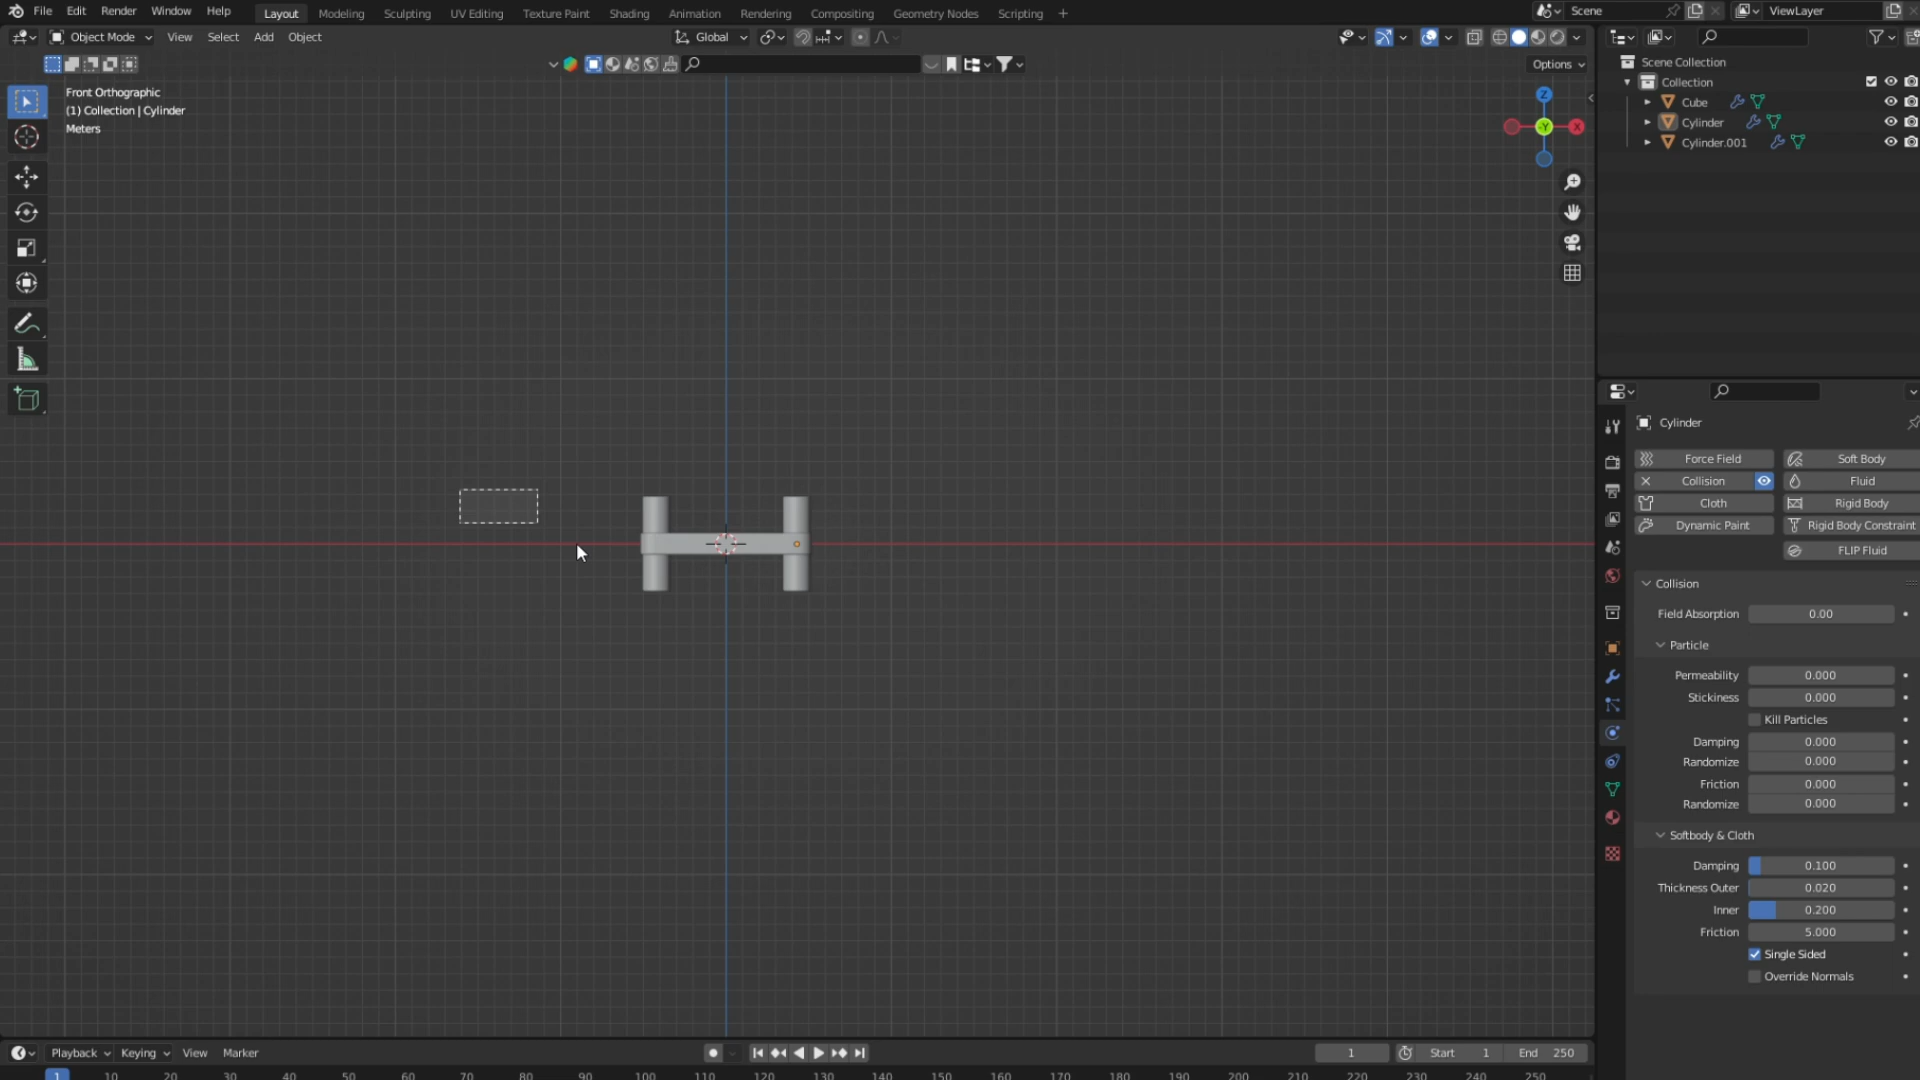 File Edit Render Window Help Layout Modeling Sculpting UV Editing Texture Paint Shading Animation Rendering Compositing Geometry Nodes Scripting + Scene ViewLayer
Object Mode View Select Add Object Global
Options
Front Orthographic
(1) Collection | Cylinder
Meters
Z
X
-Y
Scene Collection
Collection
Cube
Cylinder
Cylinder.001
Cylinder
Force Field Soft Body
Collision Fluid
Cloth Rigid Body
Dynamic Paint Rigid Body Constraint
FLIP Fluid
Collision
Field Absorption 0.00
Particle
Permeability 0.000
Stickiness 0.000
Kill Particles
Damping 0.000
Randomize 0.000
Friction 0.000
Randomize 0.000
Softbody & Cloth
Damping 0.100
Thickness Outer 0.020
Inner 0.200
Friction 5.000
Single Sided
Override Normals
Playback Keying View Marker 1 Start 1 End 250
1 10 20 30 40 50 60 70 80 90 100 110 120 130 140 150 160 170 180 190 200 210 220 230 240 250